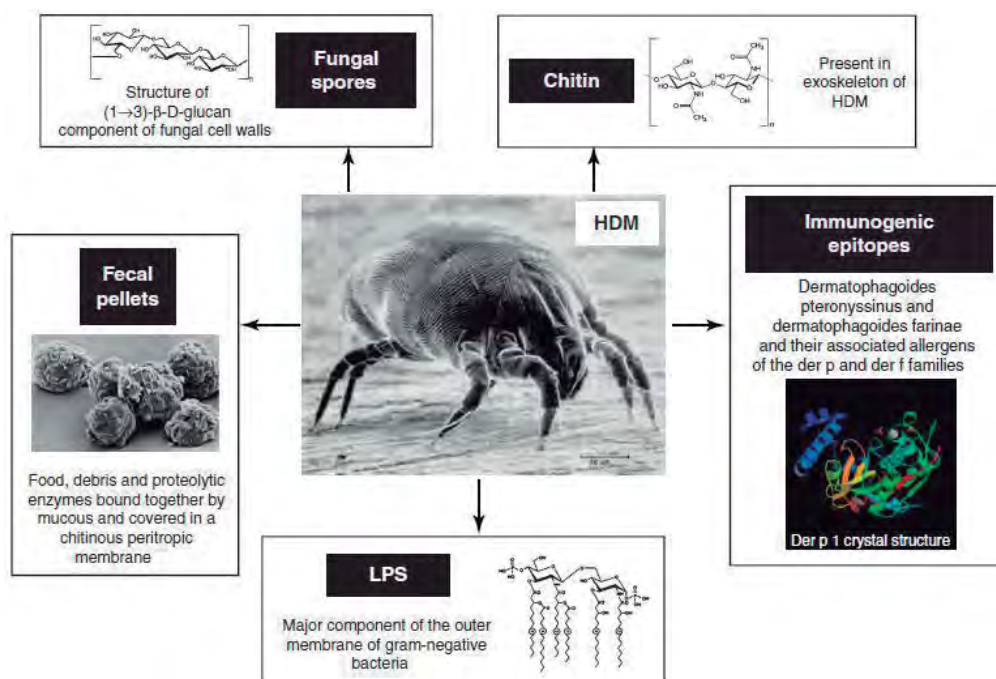 Fungal
spores
Structure of
(1→3)-β-D-glucan
component of fungal cell walls
Chitin
Present in
exoskeleton of
HDM
HDM
Fecal
pellets
Food, debris and proteolytic
enzymes bound together by
mucous and covered in a
chitinous peritropic
membrane
Immunogenic
epitopes
Dermatophagoides
pteronyssinus and
dermatophagoides farinae
and their associated allergens
of the der p and der f families
Der p 1 crystal structure
LPS
Major component of the outer
membrane of gram-negative
bacteria